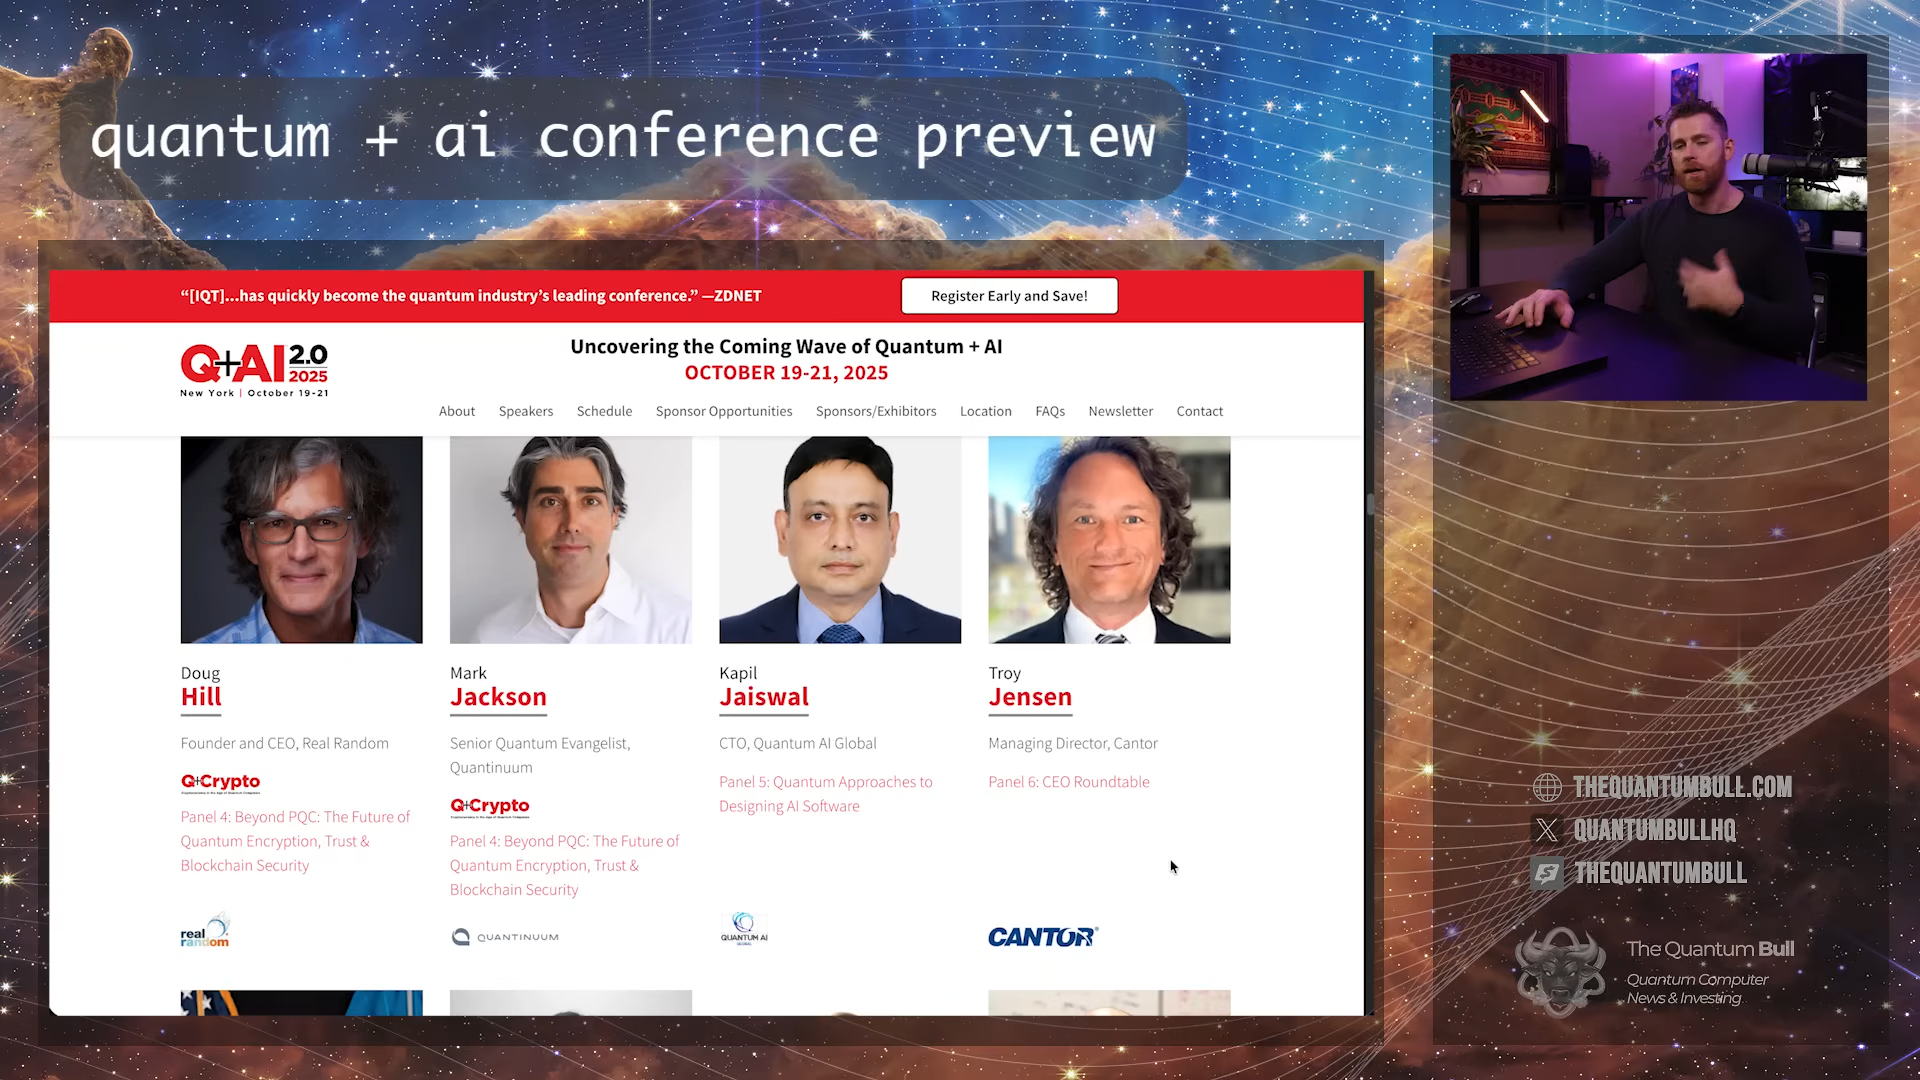 quantum + ai conference preview
“[IQT]...has quickly become the quantum industry’s leading conference.” —ZDNET
Register Early and Save!
Q+AI 2.0
2025
New York | October 19-21
Uncovering the Coming Wave of Quantum + AI
OCTOBER 19-21, 2025
About Speakers Schedule Sponsor Opportunities Sponsors/Exhibitors Location FAQs Newsletter Contact
Doug
Hill
Founder and CEO, Real Random
Q+Crypto
Panel 4: Beyond PQC: The Future of
Quantum Encryption, Trust &
Blockchain Security
real
random
Mark
Jackson
Senior Quantum Evangelist,
Quantinuum
Q+Crypto
Panel 4: Beyond PQC: The Future of
Quantum Encryption, Trust &
Blockchain Security
QUANTINUUM
Kapil
Jaiswal
CTO, Quantum AI Global
Panel 5: Quantum Approaches to
Designing AI Software
QUANTUM AI
GLOBAL
Troy
Jensen
Managing Director, Cantor
Panel 6: CEO Roundtable
CANTOR®
THEQUANTUMBULL.COM
QUANTUMBULLHQ
THEQUANTUMBULL
The Quantum Bull
Quantum Computer
News & Investing